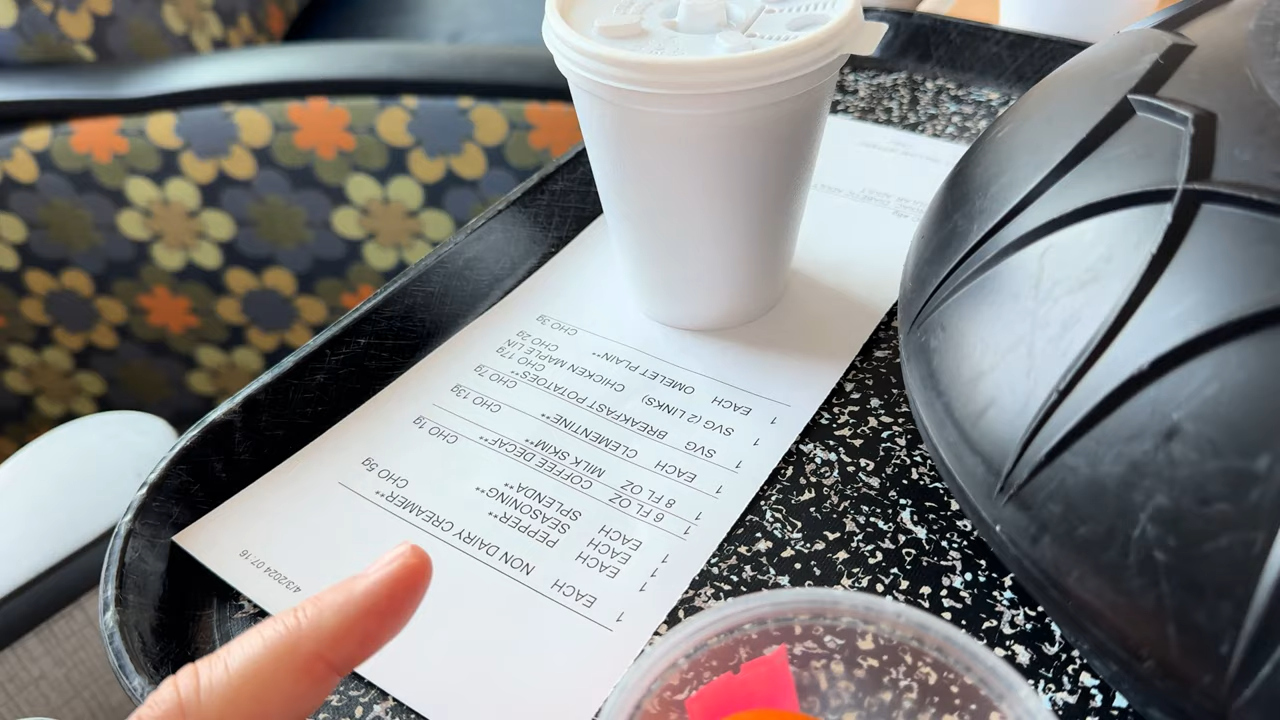 4/3/2024 07:16
1 EACH NON DAIRY CREAMER** CHO 5g
1 EACH PEPPER**
1 EACH SEASONING**
1 EACH SPLENDA**
1 6 FL OZ COFFEE DECAF** CHO 1g
1 8 FL OZ MILK SKIM** CHO 13g
1 EACH CLEMENTINE** CHO 7g
1 SVG BREAKFAST POTATOES** CHO 17g
1 SVG (2 LINKS) CHICKEN MAPLE LIN CHO 2g
1 EACH OMELET PLAIN** CHO 3g